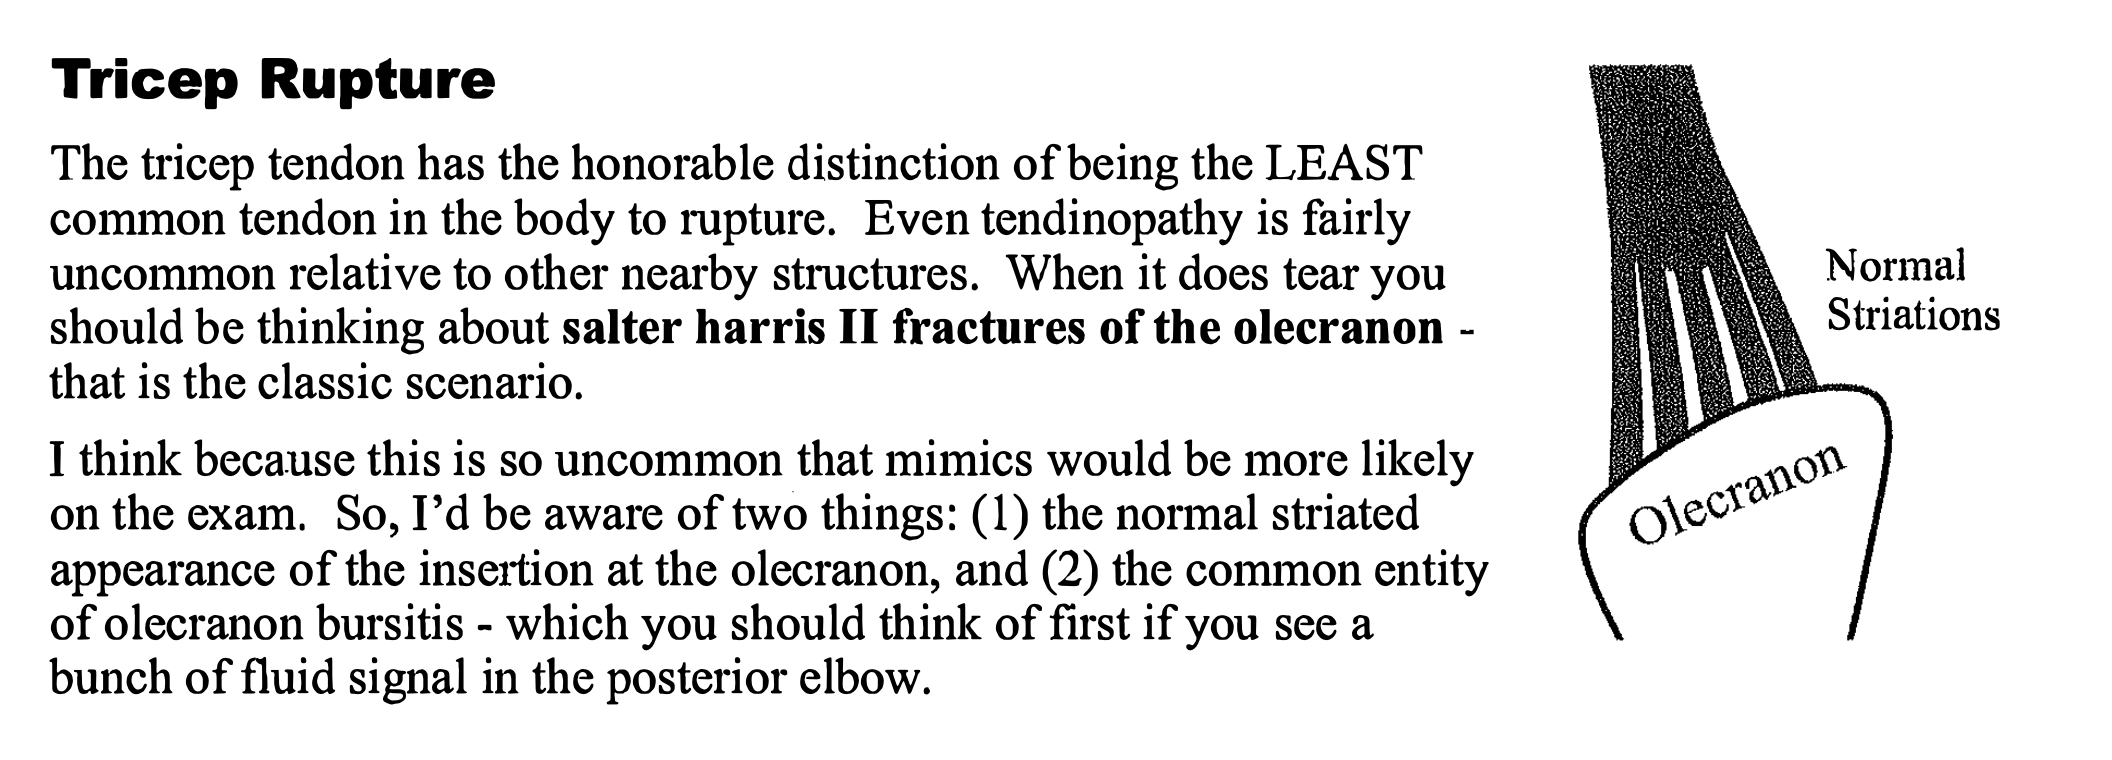 Tricep Rupture
The tricep tendon has the honorable distinction of being the LEAST
common tendon in the body to rupture. Even tendinopathy is fairly
uncommon relative to other nearby structures. When it does tear you
should be thinking about salter harris II fractures of the olecranon -
that is the classic scenario.
I think because this is so uncommon that mimics would be more likely
on the exam. So, I'd be aware of two things: (1) the normal striated
appearance of the insertion at the olecranon, and (2) the common entity
of olecranon bursitis - which you should think of first if you see a
bunch of fluid signal in the posterior elbow.
Normal
Striations
Olecranon